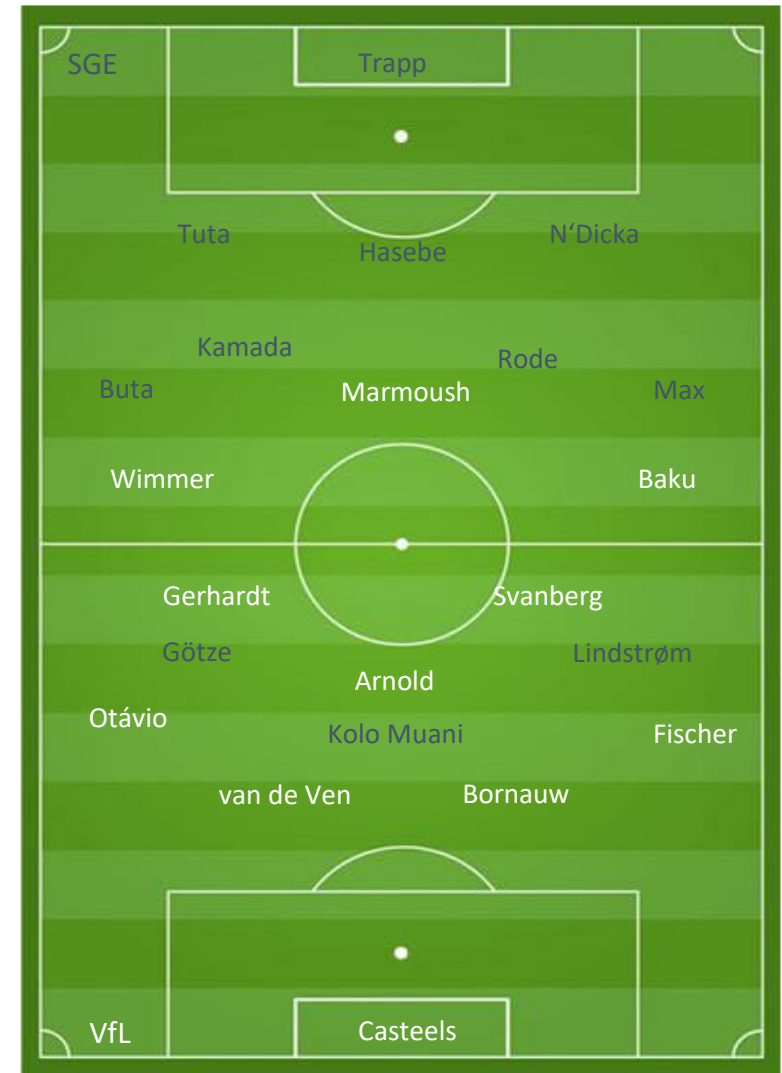 SGE
Trapp
Tuta
Hasebe
N‘Dicka
Kamada
Rode
Buta
Marmoush
Max
Wimmer
Baku
Gerhardt
Svanberg
Götze
Lindstrøm
Arnold
Otávio
Kolo Muani
Fischer
van de Ven
Bornauw
VfL
Casteels